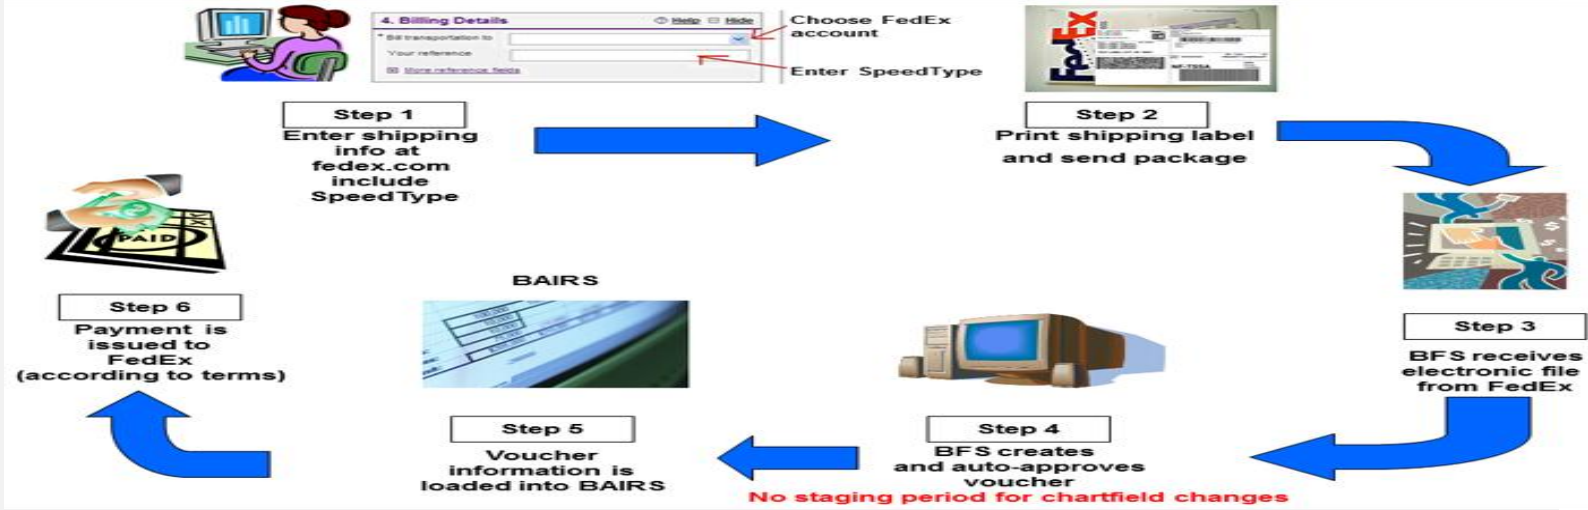 4. Billing Details
Help
Hide
* Bill transportation to
Your reference
More reference fields
Choose FedEx
account
Enter SpeedType
FedEx
Step 1
Enter shipping
info at
fedex.com
include
SpeedType
Step 2
Print shipping label
and send package
Step 3
BFS receives
electronic file
from FedEx
Step 4
BFS creates
and auto-approves
voucher
No staging period for chartfield changes
BAIRS
Step 5
Voucher
information is
loaded into BAIRS
PAID
Step 6
Payment is
issued to
FedEx
(according to terms)